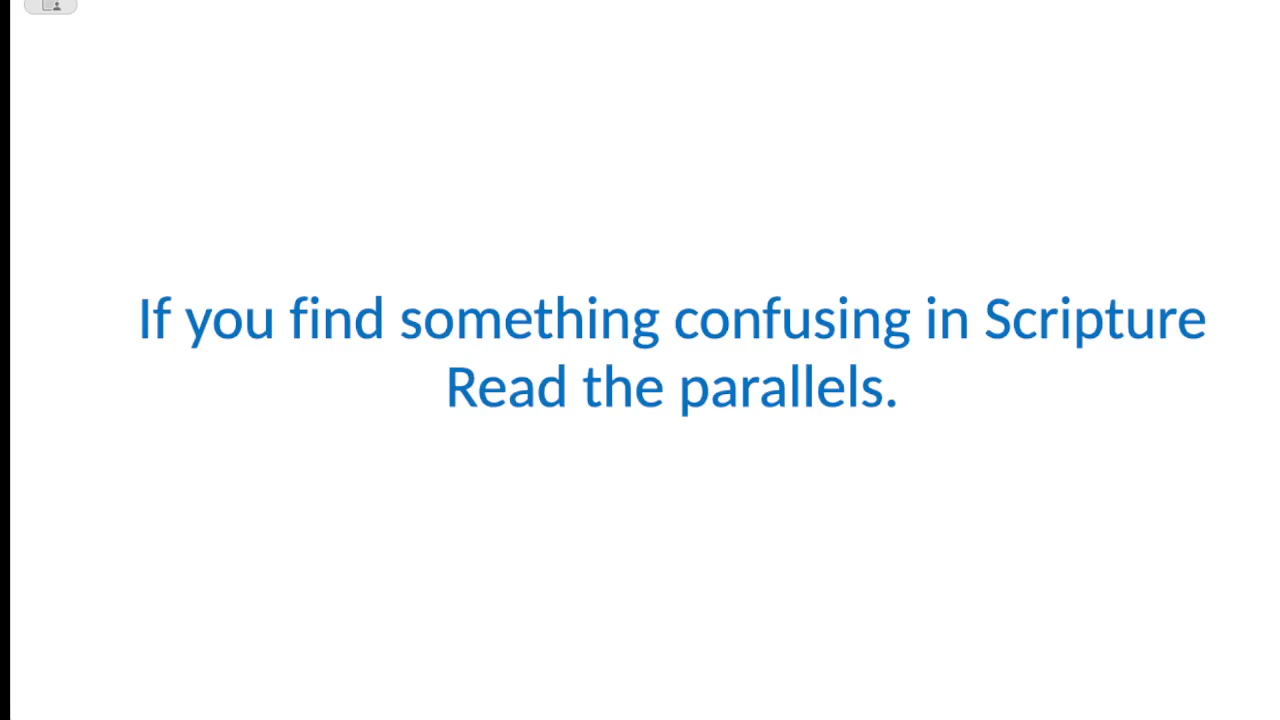 If you find something confusing in Scripture
Read the parallels.